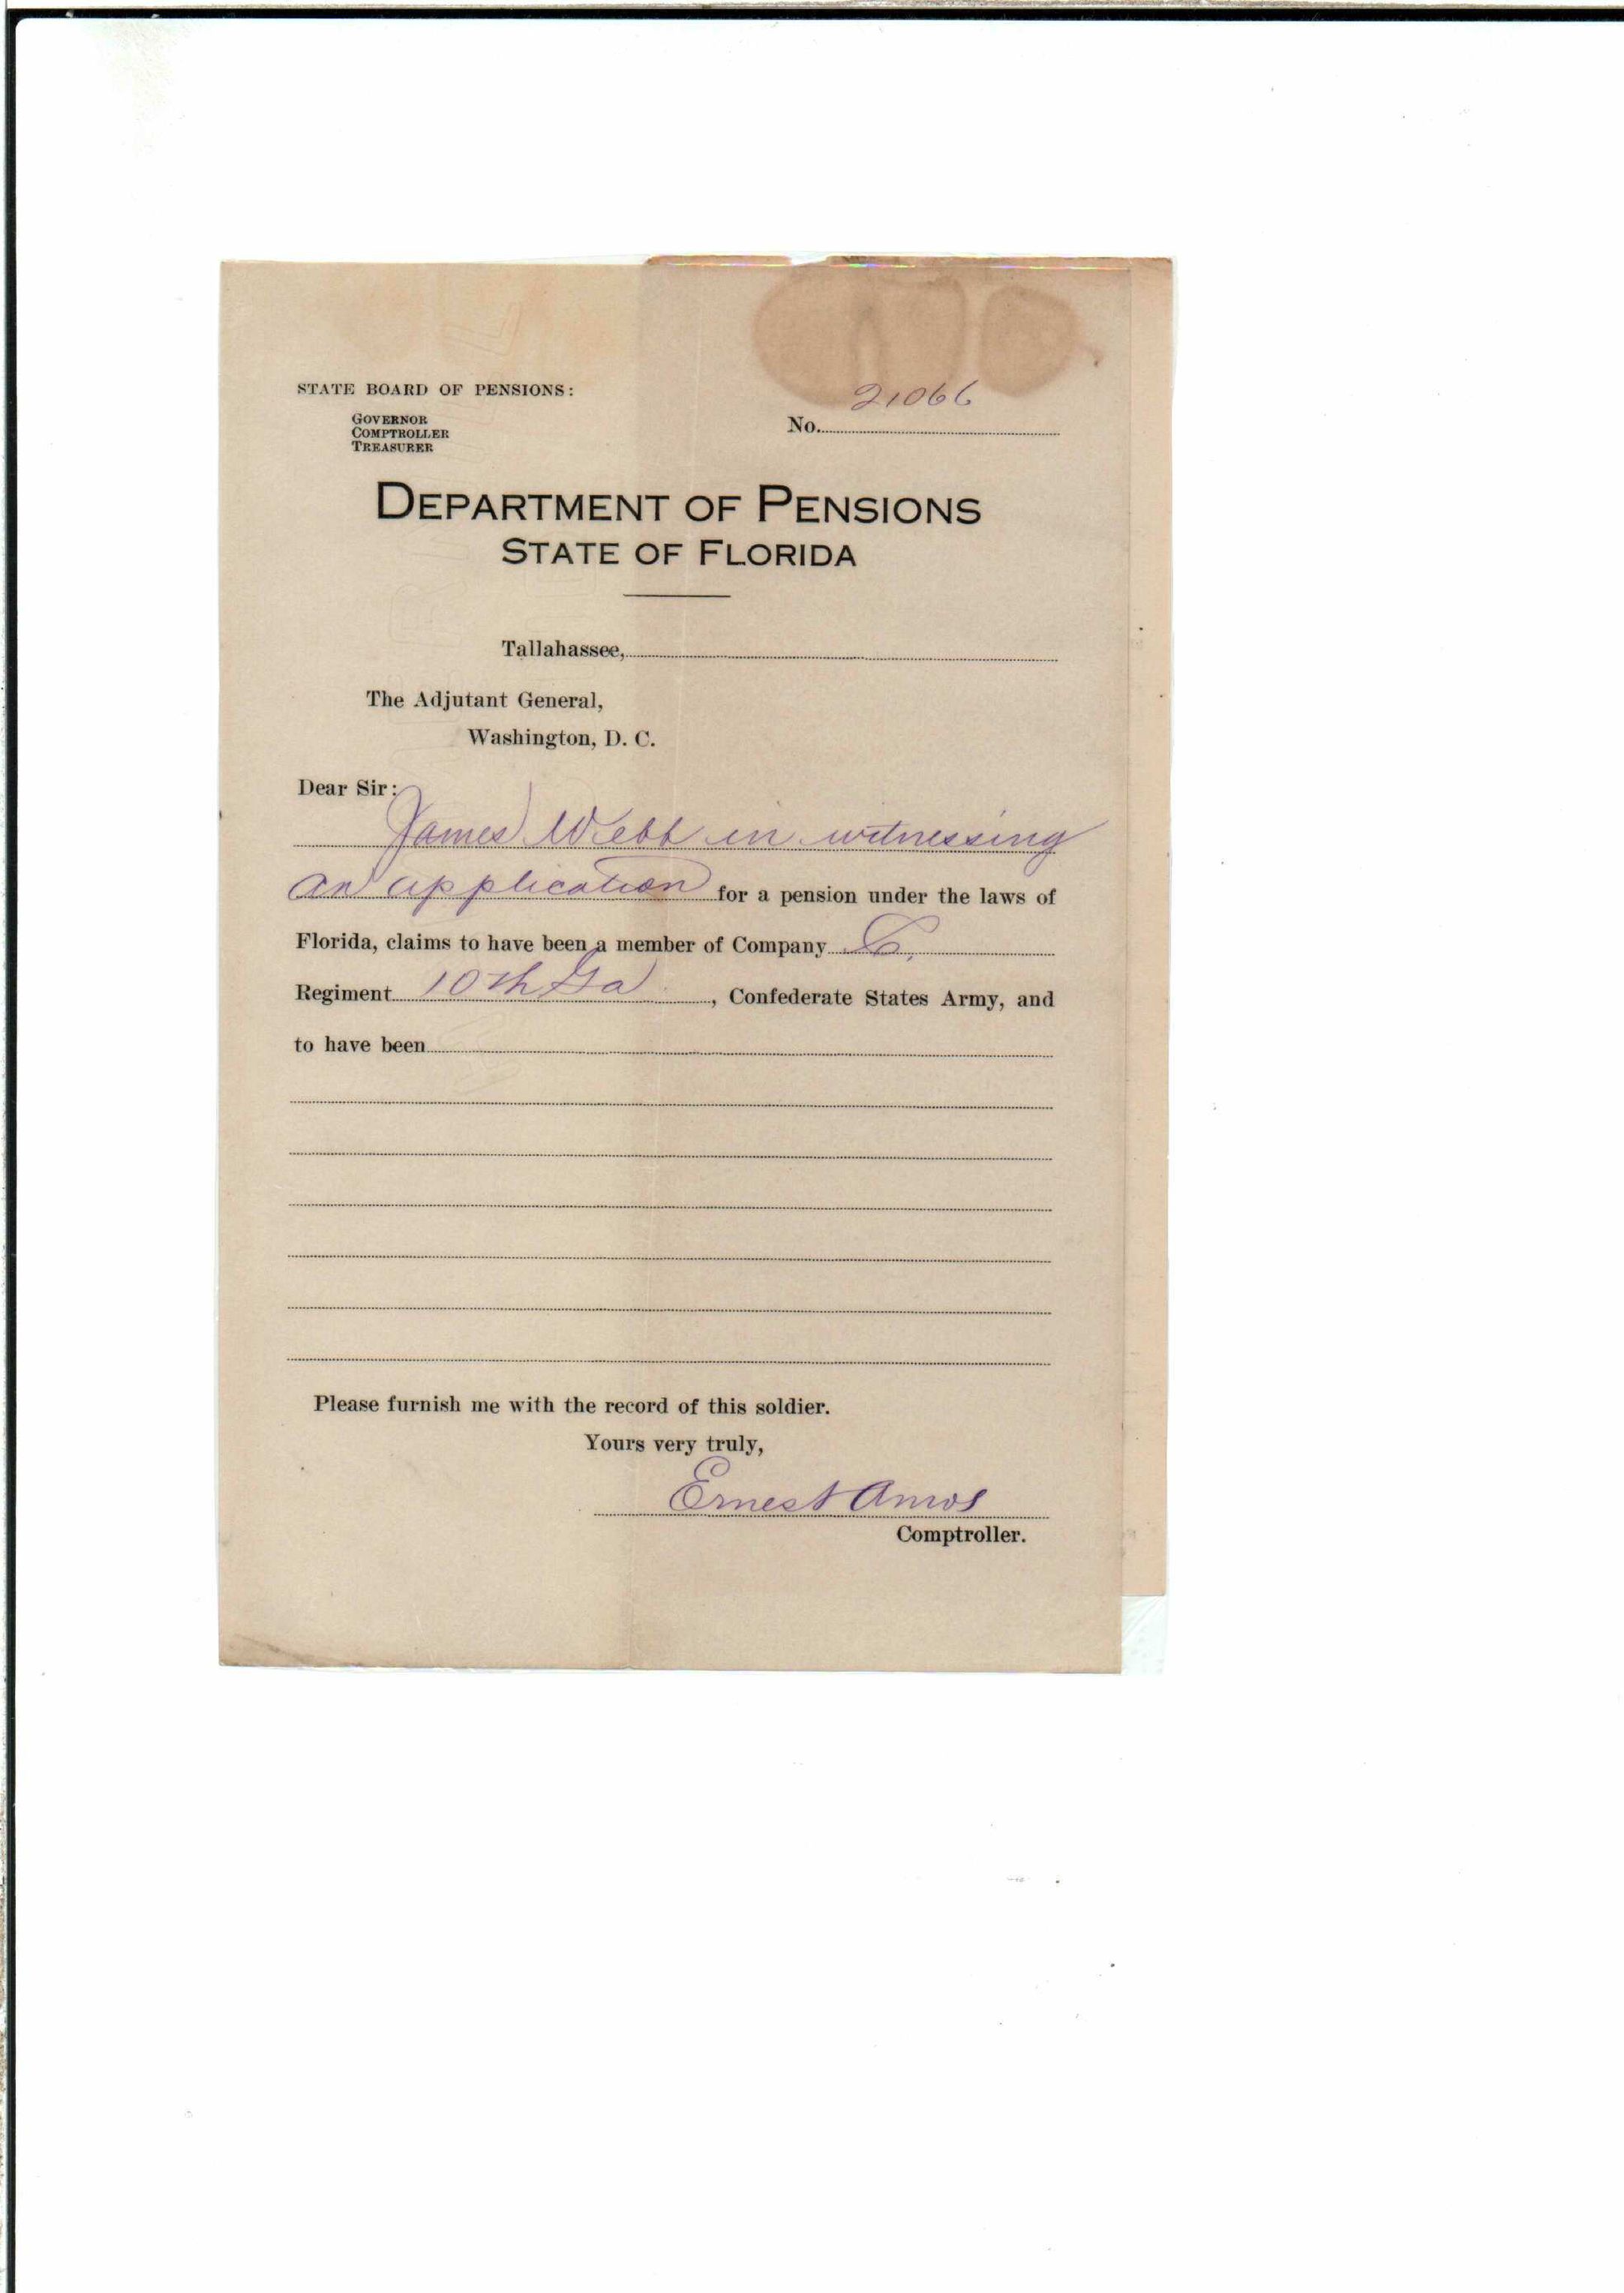 STATE BOARD OF PENSIONS:
GOVERNOR
COMPTROLLER
TREASURER
21066
No.
DEPARTMENT OF PENSIONS
STATE OF FLORIDA
Tallahassee,
The Adjutant General,
Washington, D. C.
Dear Sir:
James Webb in witnessing
an application for a pension under the laws of
Florida, claims to have been a member of Company C.
Regiment 10th Ga, Confederate States Army, and
to have been
Please furnish me with the record of this soldier.
Yours very truly,
Ernest Amos
Comptroller.